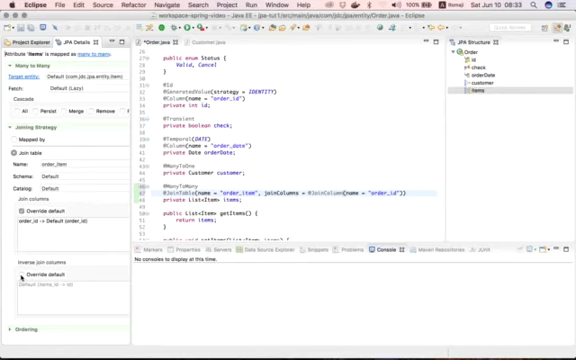 Eclipse File Edit Navigate Search Project Run Window Help
100% Sat Jun 10 08:33
workspace-spring-video - Java EE - jpa-tut1/src/main/java/com/jdc/jpa/entity/Order.java - Eclipse
Project Explorer JPA Details
Attribute 'items' is mapped as many to many.
Many to Many
Target entity: Default (com.jdc.jpa.entity.Item)
Fetch: Default (Lazy)
Cascade
All Persist Merge Remove
Joining Strategy
Mapped by
Join table
Name: order_item
Schema: Default
Catalog: Default
Join columns
Override default
order_id -> Default (order_id)
Inverse join columns
Override default
Default (items_id -> id)
Ordering
*Order.java Customer.java
public enum Status {
Valid, Cancel
}
@Id
@GeneratedValue(strategy = IDENTITY)
@Column(name = "order_id")
private int id;
@Transient
private boolean check;
@Temporal(DATE)
@Column(name = "order_date")
private Date orderDate;
@ManyToOne
private Customer customer;
@ManyToMany
@JoinTable(name = "order_item", joinColumns = @JoinColumn(name = "order_id"))
private List<Item> items;
public List<Item> getItems() {
return items;
}
Markers Properties Servers Data Source Explorer Snippets Problems Console Progress Maven Repositories JUnit
No consoles to display at this time.
JPA Structure
Order
id
check
orderDate
customer
items